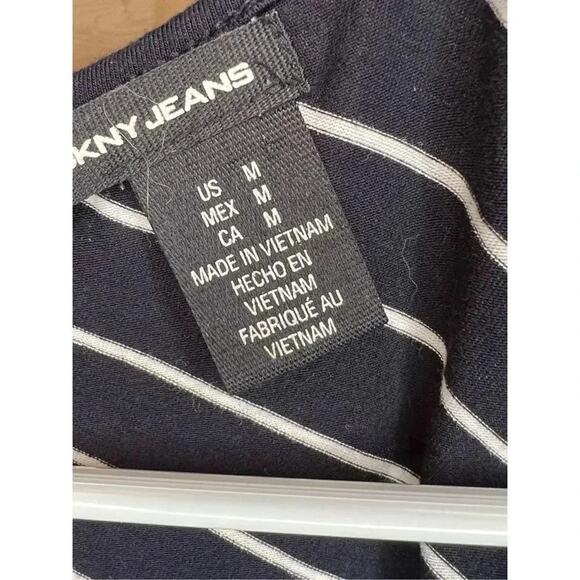 DKNY JEANS
US M
MEX M
CA M
MADE IN VIETNAM
HECHO EN
VIETNAM
FABRIQUÉ AU
VIETNAM